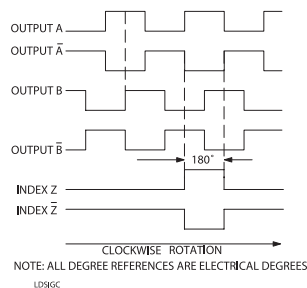 OUTPUT A
OUTPUT A̅
OUTPUT B
OUTPUT B̅
180°
INDEX Z
INDEX Z̅
CLOCKWISE ROTATION
NOTE: ALL DEGREE REFERENCES ARE ELECTRICAL DEGREES
LDSIGC